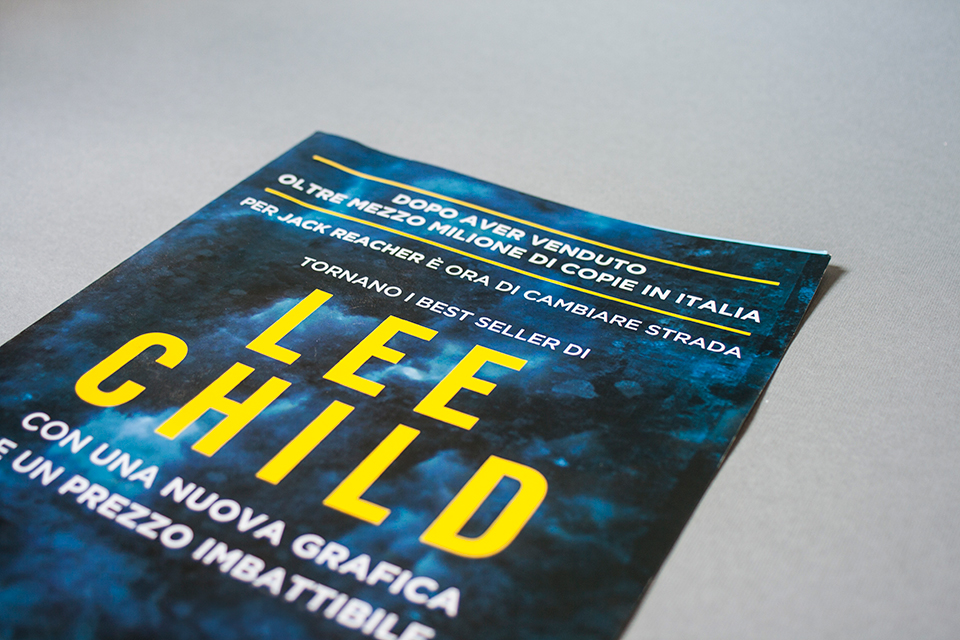 DOPO AVER VENDUTO
OLTRE MEZZO MILIONE DI COPIE IN ITALIA
PER JACK REACHER È ORA DI CAMBIARE STRADA
TORNANO I BEST SELLER DI
LEE
CHILD
CON UNA NUOVA GRAFICA
E UN PREZZO IMBATTIBILE